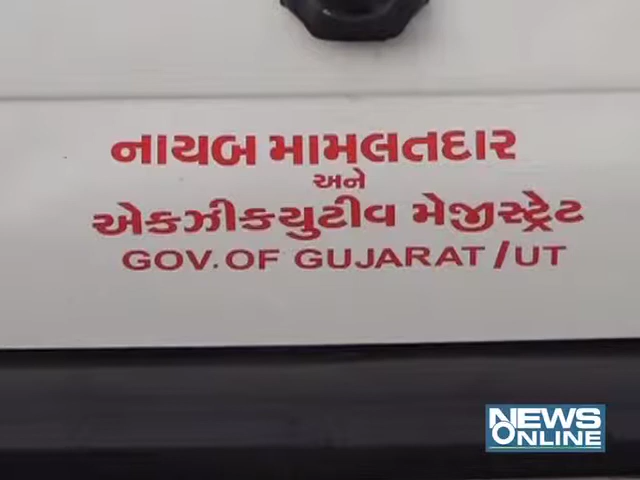 નાયબ મામલતદાર
અને
એકઝીકયુટીવ મેજીસ્ટ્રેટ
GOV. OF GUJARAT / UT
NEWS
ONLINE